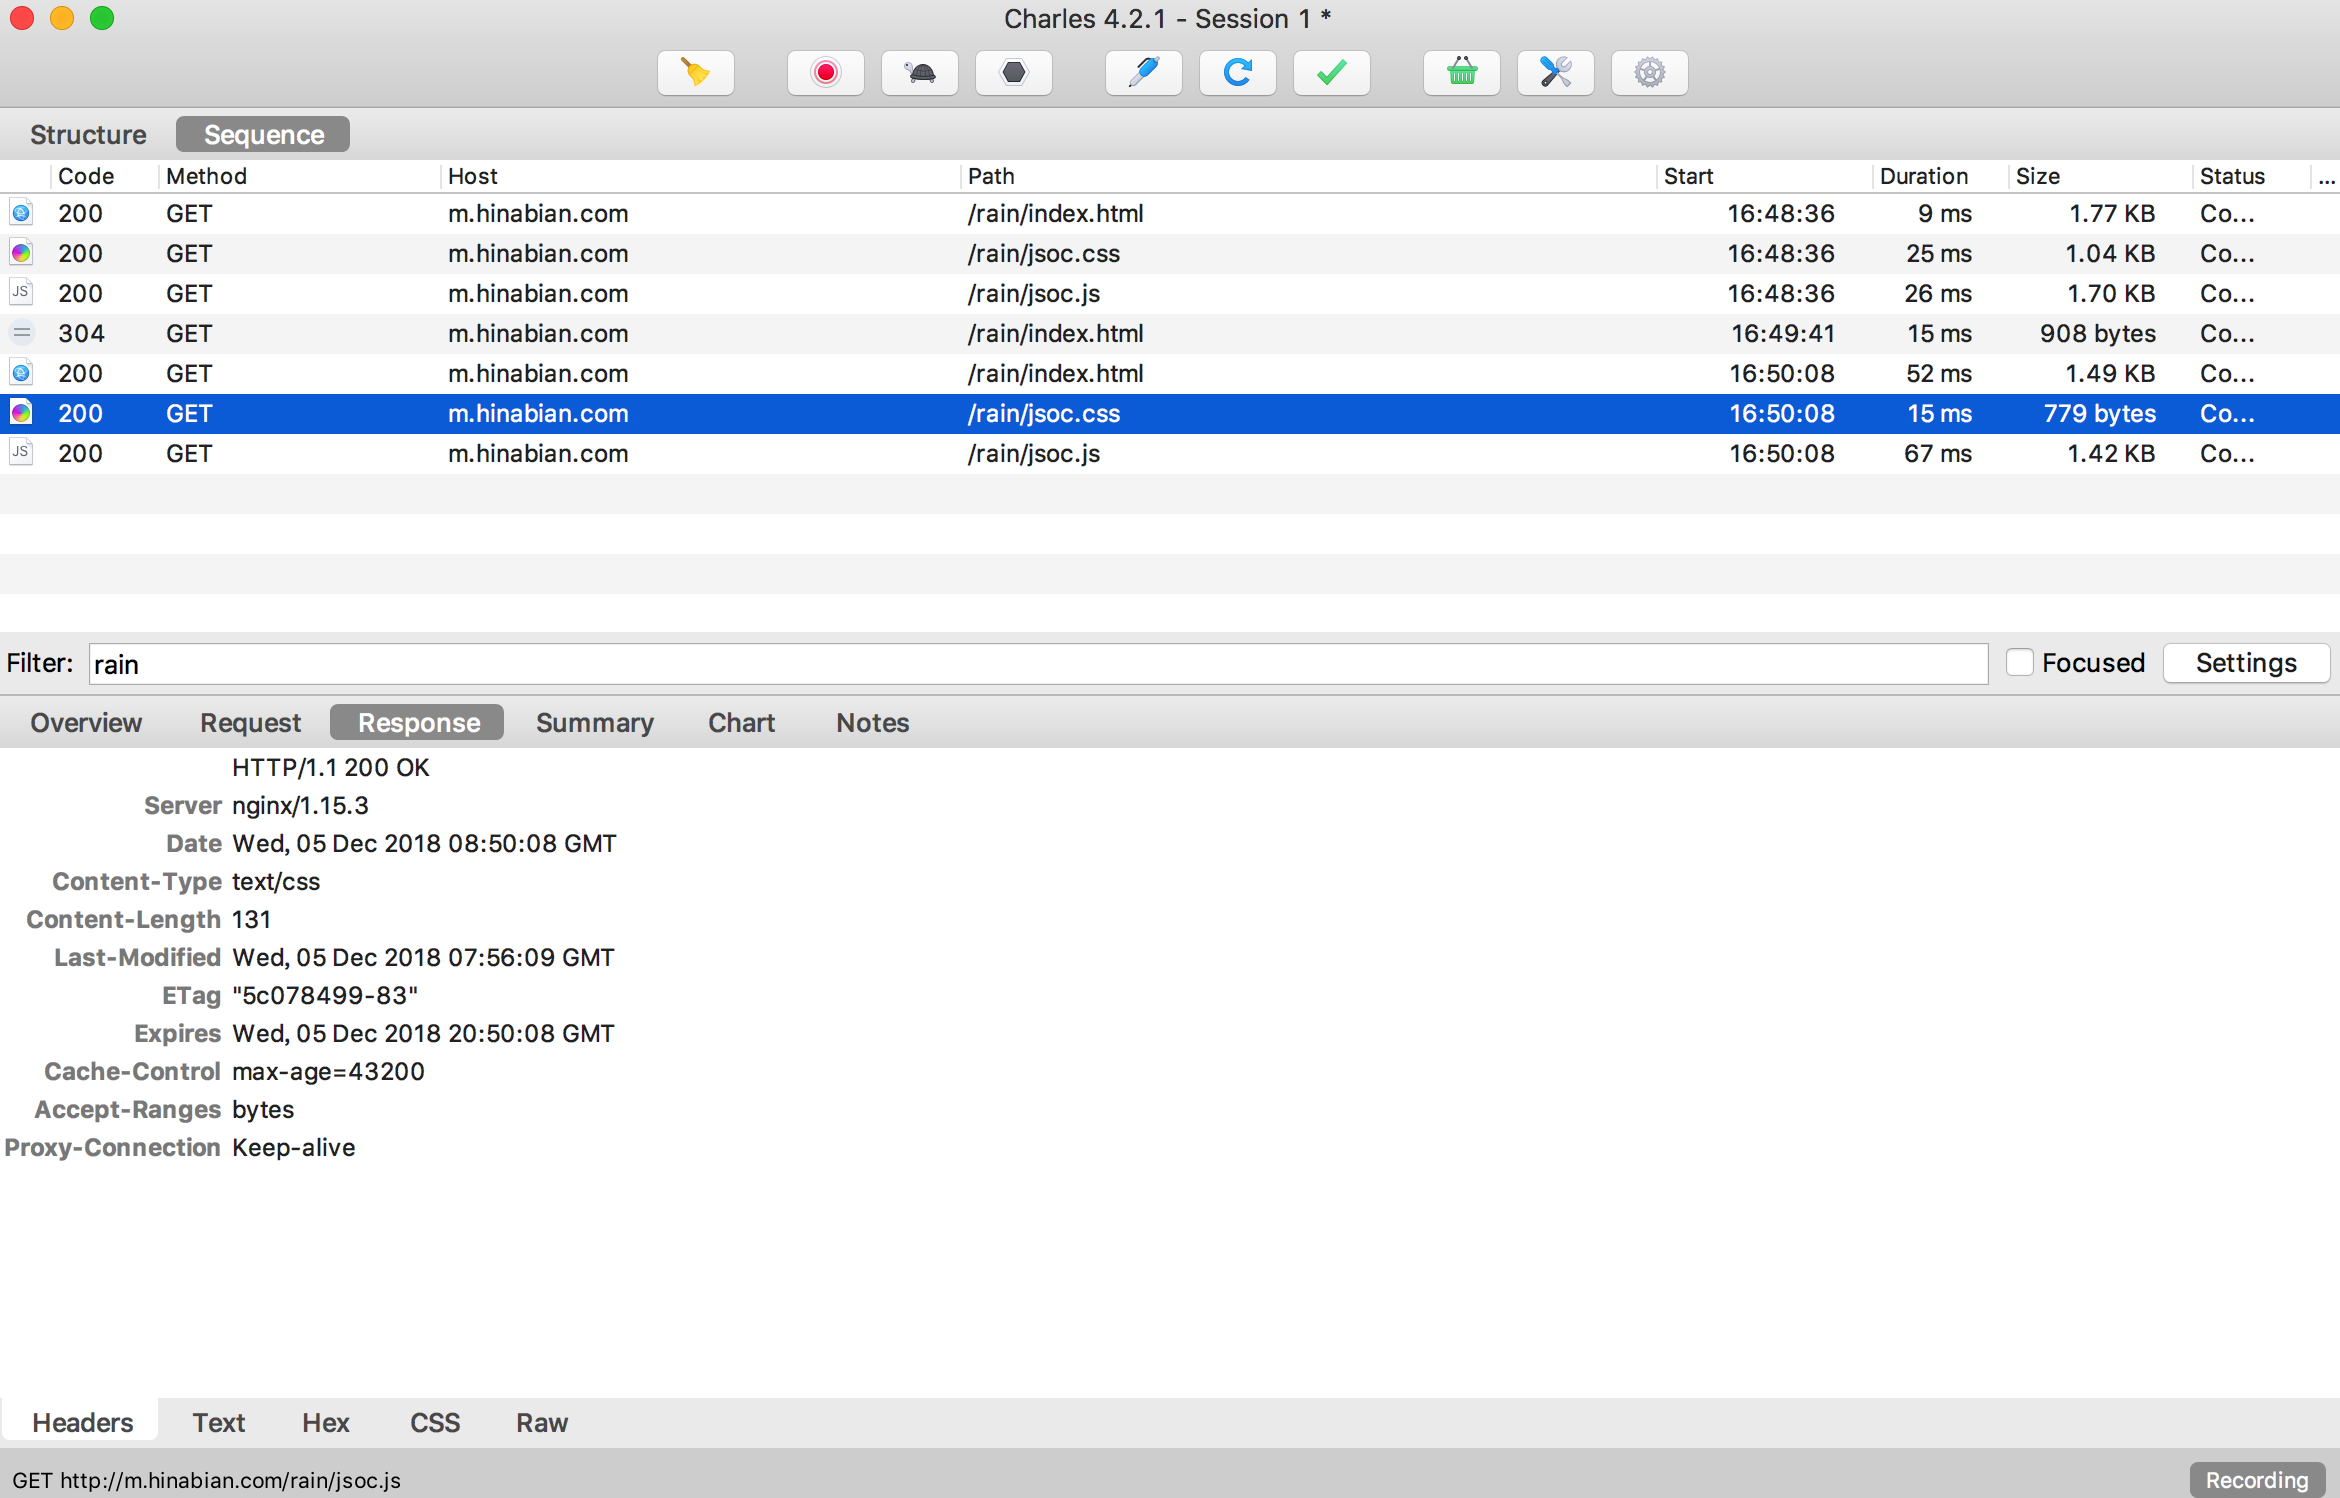 Charles 4.2.1 - Session 1 *
Structure Sequence
Code Method Host Path Start Duration Size Status ...
200 GET m.hinabian.com /rain/index.html 16:48:36 9 ms 1.77 KB Co...
200 GET m.hinabian.com /rain/jsoc.css 16:48:36 25 ms 1.04 KB Co...
JS 200 GET m.hinabian.com /rain/jsoc.js 16:48:36 26 ms 1.70 KB Co...
304 GET m.hinabian.com /rain/index.html 16:49:41 15 ms 908 bytes Co...
200 GET m.hinabian.com /rain/index.html 16:50:08 52 ms 1.49 KB Co...
200 GET m.hinabian.com /rain/jsoc.css 16:50:08 15 ms 779 bytes Co...
JS 200 GET m.hinabian.com /rain/jsoc.js 16:50:08 67 ms 1.42 KB Co...
Filter: rain Focused Settings
Overview Request Response Summary Chart Notes
HTTP/1.1 200 OK
Server nginx/1.15.3
Date Wed, 05 Dec 2018 08:50:08 GMT
Content-Type text/css
Content-Length 131
Last-Modified Wed, 05 Dec 2018 07:56:09 GMT
ETag "5c078499-83"
Expires Wed, 05 Dec 2018 20:50:08 GMT
Cache-Control max-age=43200
Accept-Ranges bytes
Proxy-Connection Keep-alive
Headers Text Hex CSS Raw
GET http://m.hinabian.com/rain/jsoc.js Recording